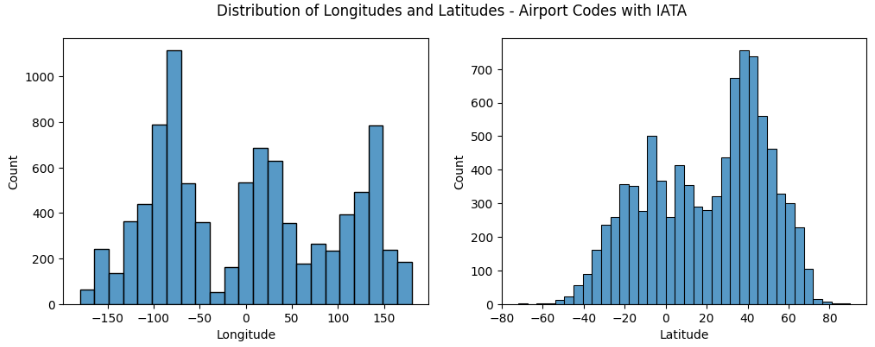 Distribution of Longitudes and Latitudes - Airport Codes with IATA
Count
1000
800
600
400
200
0
−150 −100 −50 0 50 100 150
Longitude
Count
700
600
500
400
300
200
100
0
−80 −60 −40 −20 0 20 40 60 80
Latitude